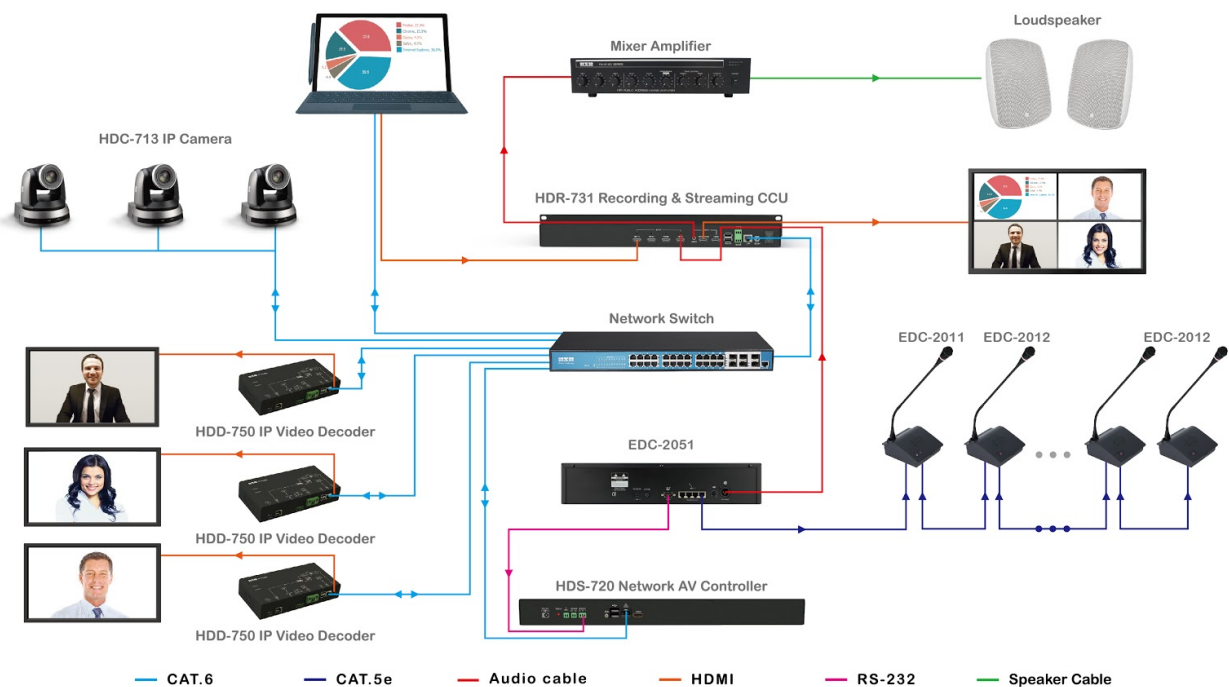 Loudspeaker
Mixer Amplifier
HDC-713 IP Camera
HDR-731 Recording & Streaming CCU
Network Switch
EDC-2011
EDC-2012
EDC-2012
HDD-750 IP Video Decoder
EDC-2051
HDD-750 IP Video Decoder
HDS-720 Network AV Controller
HDD-750 IP Video Decoder
CAT.6
CAT.5e
Audio cable
HDMI
RS-232
Speaker Cable